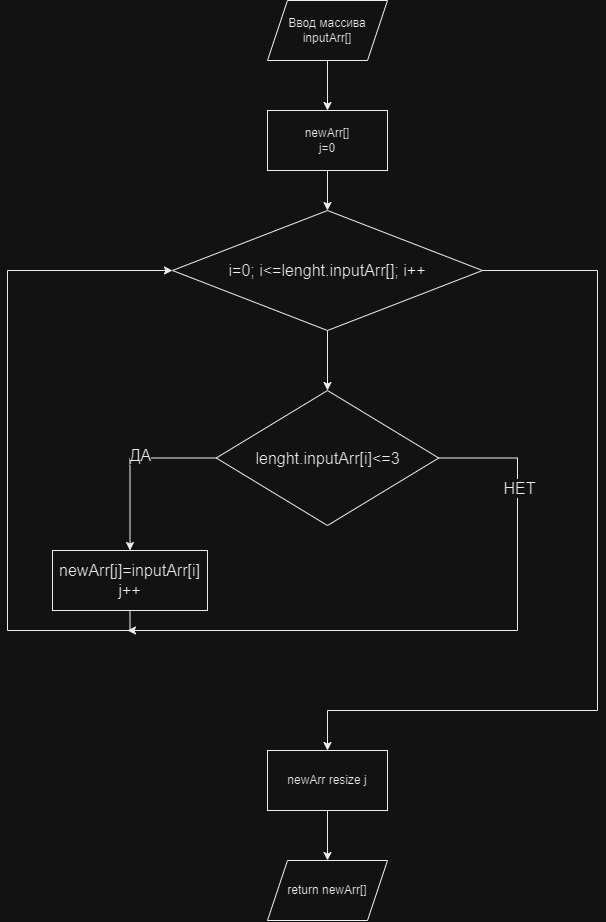 Ввод массива
inputArr[]
newArr[]
j=0
i=0; i<=lenght.inputArr[]; i++
lenght.inputArr[i]<=3
ДА
НЕТ
newArr[j]=inputArr[i]
j++
newArr resize j
return newArr[]